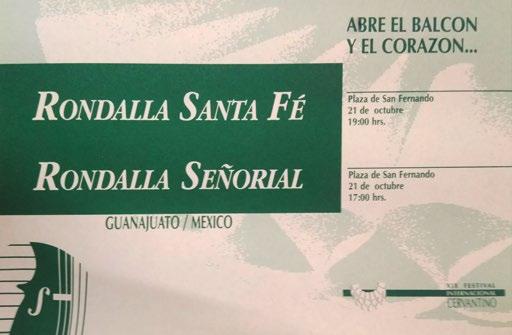 ABRE EL BALCON
Y EL CORAZON...
RONDALLA SANTA FÉ
Plaza de San Fernando
21 de octubre
19:00 hrs.
RONDALLA SEÑORIAL
Plaza de San Fernando
21 de octubre
17:00 hrs.
GUANAJUATO / MEXICO
FESTIVAL
INTERNACIONAL
CERVANTINO